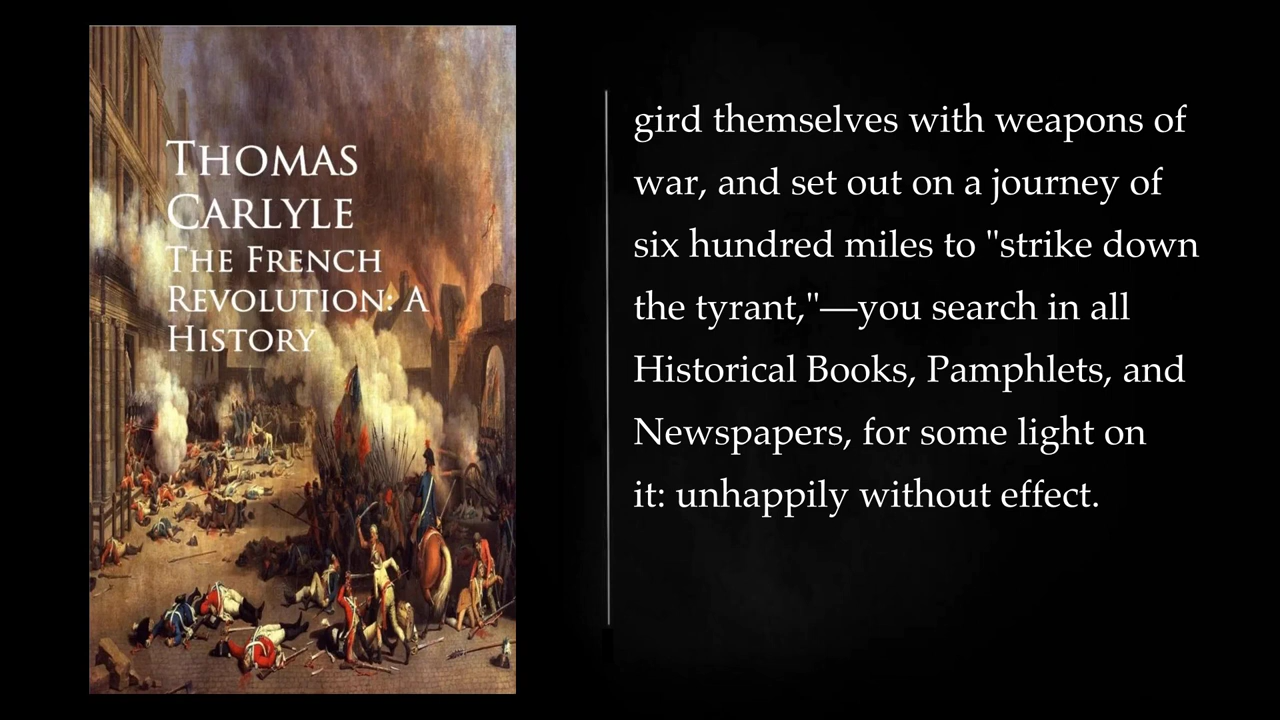 THOMAS
CARLYLE
THE FRENCH
REVOLUTION: A
HISTORY
gird themselves with weapons of
war, and set out on a journey of
six hundred miles to "strike down
the tyrant,"—you search in all
Historical Books, Pamphlets, and
Newspapers, for some light on
it: unhappily without effect.